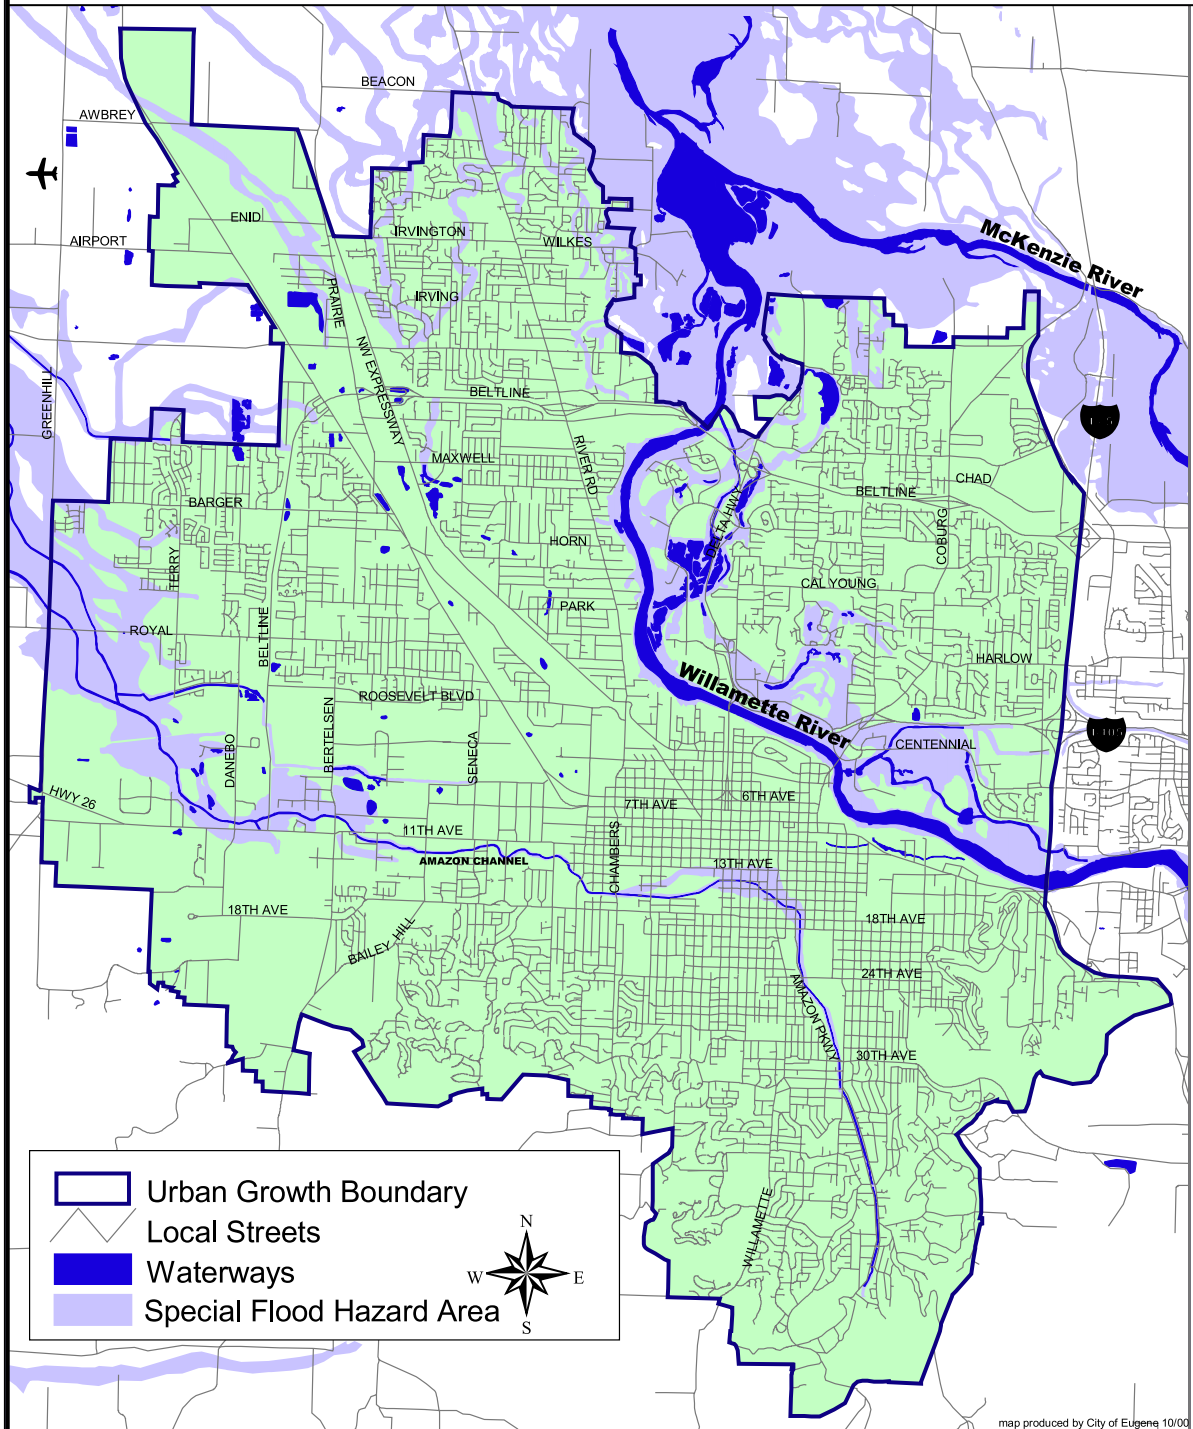 BEACON
AWBREY
ENID
IRVINGTON
WILKES
AIRPORT
McKenzie River
PRAIRIE
IRVING
NW EXPRESSWAY
GREENHILL
BELTLINE
RIVER RD
MAXWELL
CHAD
BARGER
BELTLINE
DELTA HWY
COBURG
HORN
TERRY
CAL YOUNG
PARK
BELTLINE
ROYAL
HARLOW
Willamette River
ROOSEVELT BLVD
BERTELSEN
DANEBO
SENECA
CENTENNIAL
HWY 26
7TH AVE
6TH AVE
11TH AVE
CHAMBERS
AMAZON CHANNEL
13TH AVE
18TH AVE
18TH AVE
BAILEY HILL
24TH AVE
AMAZON PKWY
30TH AVE
WILLAMETTE
Urban Growth Boundary
Local Streets
Waterways
Special Flood Hazard Area
N
W
E
S
map produced by City of Eugene 10/00